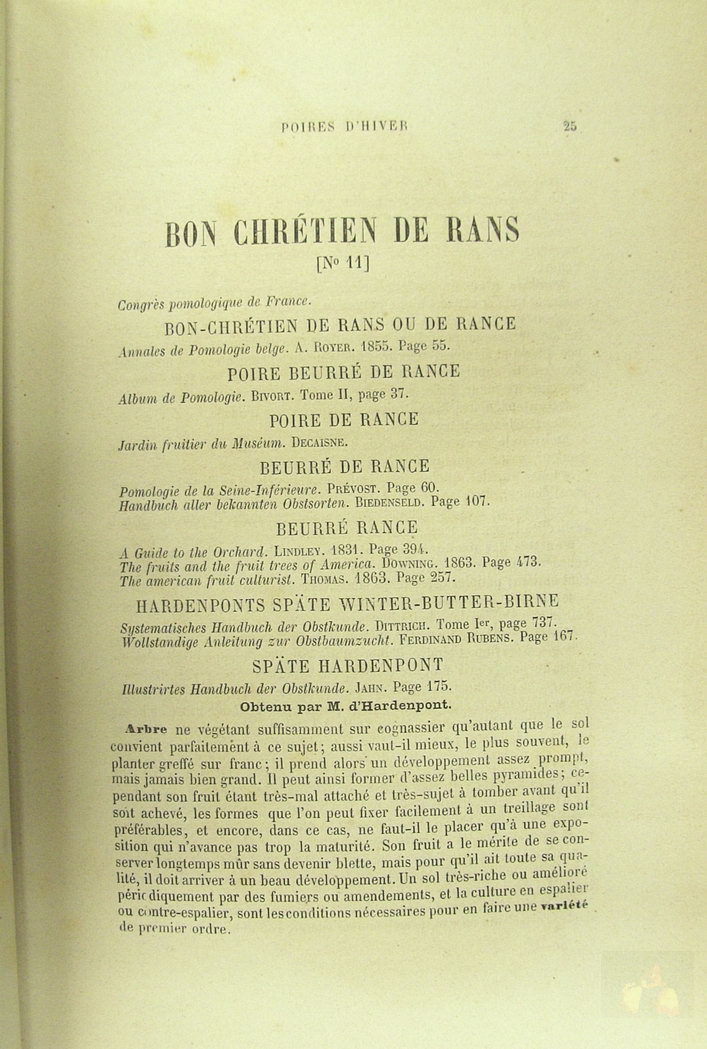 POIRES D'HIVER 25
BON CHRÉTIEN DE RANS
[No 11]
Congrès pomologique de France.
BON-CHRÉTIEN DE RANS OU DE RANCE
Annales de Pomologie belge. A. ROYER. 1855. Page 55.
POIRE BEURRÉ DE RANCE
Album de Pomologie. BIVORT. Tome II, page 37.
POIRE DE RANCE
Jardin fruitier du Muséum. DECAISNE.
BEURRÉ DE RANCE
Pomologie de la Seine-Inférieure. PRÉVOST. Page 60.
Handbuch aller bekannten Obstsorten. BIEDENSELD. Page 107.
BEURRÉ RANCE
A Guide to the Orchard. LINDLEY. 1831. Page 394.
The fruits and the fruit trees of America. DOWNING. 1863. Page 473.
The american fruit culturist. THOMAS. 1863. Page 257.
HARDENPONTS SPÄTE WINTER-BUTTER-BIRNE
Systematisches Handbuch der Obstkunde. DITTRICH. Tome Ier, page 737.
Wollstandige Anleitung zur Obstbaumzucht. FERDINAND RUBENS. Page 167.
SPÄTE HARDENPONT
Illustrirtes Handbuch der Obstkunde. JAHN. Page 175.
Obtenu par M. d'Hardenpont.
Arbre ne végétant suffisamment sur cognassier qu'autant que le sol
convient parfaitement à ce sujet; aussi vaut-il mieux, le plus souvent, le
planter greffé sur franc; il prend alors un développement assez prompt,
mais jamais bien grand. Il peut ainsi former d'assez belles pyramides; ce-
pendant son fruit étant très-mal attaché et très-sujet à tomber avant qu'il
soit achevé, les formes que l'on peut fixer facilement à un treillage sont
préférables, et encore, dans ce cas, ne faut-il le placer qu'à une expo-
sition qui n'avance pas trop la maturité. Son fruit a le mérite de se con-
server longtemps mûr sans devenir blette, mais pour qu'il ait toute sa qua-
lité, il doit arriver à un beau développement. Un sol très-riche ou amélioré
périodiquement par des fumiers ou amendements, et la culture en espalier
ou contre-espalier, sont les conditions nécessaires pour en faire une variété
de premier ordre.